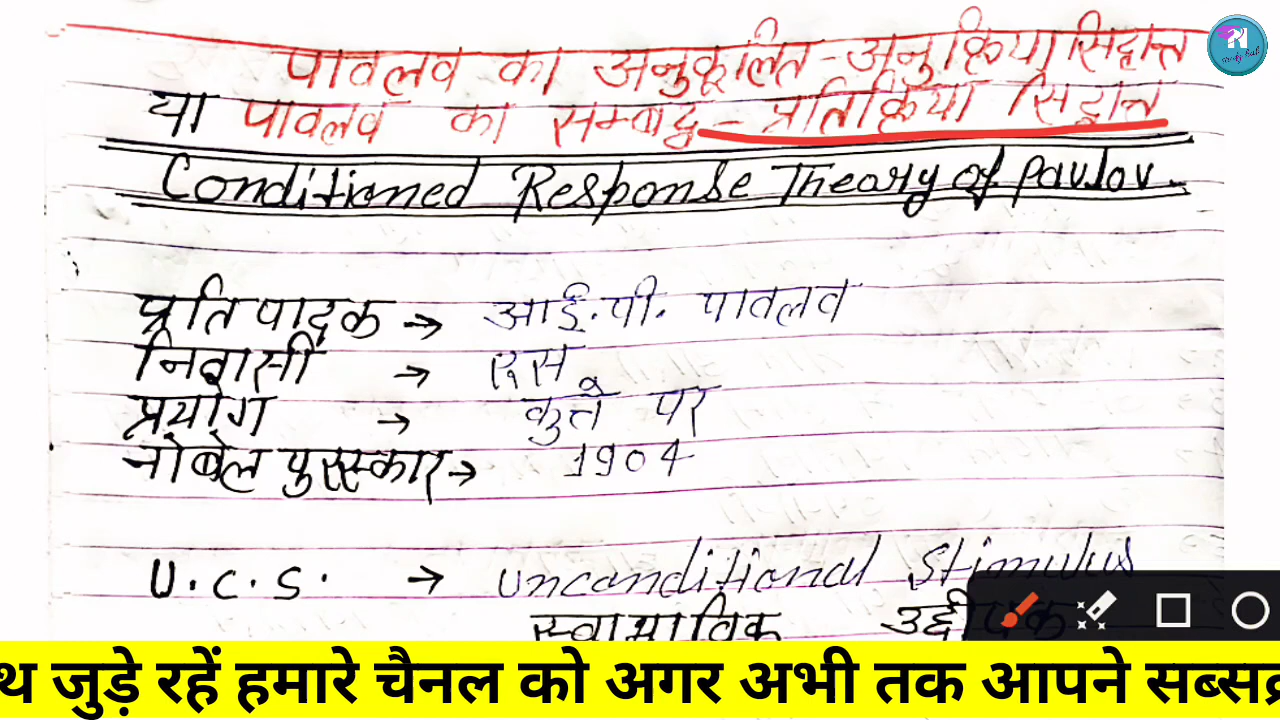 पावलव का अनुकूलित-अनुक्रिया सिद्धान्त
या पावलव का सम्बद्ध - प्रतिक्रिया सिद्धान्त
Conditioned Response Theory of Pavlov.
प्रतिपादक → आई.पी. पावलव
निवासी → रूस
प्रयोग → कुत्ते पर
नोबेल पुरस्कार → 1904
U.C.S. → Unconditional Stimulus
स्वाभाविक उद्दीपक
थ जुड़े रहें हमारे चैनल को अगर अभी तक आपने सब्सक्र